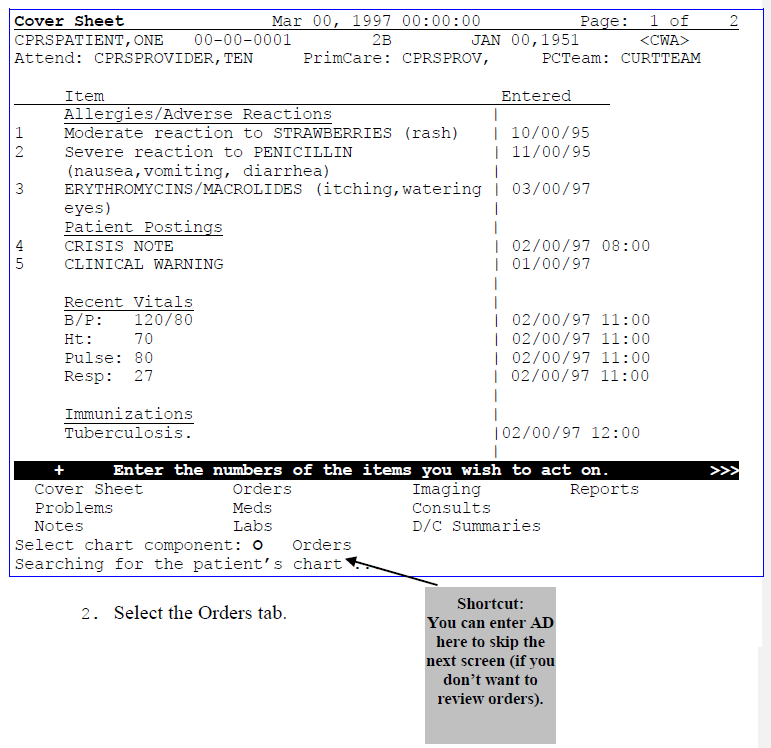 Cover Sheet Mar 00, 1997 00:00:00 Page: 1 of 2
CPRSPATIENT,ONE 00-00-0001 2B JAN 00,1951 <CWA>
Attend: CPRSPROVIDER,TEN PrimCare: CPRSPROV, PCTeam: CURTTEAM
Item Entered
Allergies/Adverse Reactions |
1 Moderate reaction to STRAWBERRIES (rash) | 10/00/95
2 Severe reaction to PENICILLIN | 11/00/95
(nausea,vomiting, diarrhea) |
3 ERYTHROMYCINS/MACROLIDES (itching,watering | 03/00/97
eyes) |
Patient Postings |
4 CRISIS NOTE | 02/00/97 08:00
5 CLINICAL WARNING | 01/00/97
|
Recent Vitals |
B/P: 120/80 | 02/00/97 11:00
Ht: 70 | 02/00/97 11:00
Pulse: 80 | 02/00/97 11:00
Resp: 27 | 02/00/97 11:00
|
Immunizations |
Tuberculosis. |02/00/97 12:00
|
+ Enter the numbers of the items you wish to act on. >>>
Cover Sheet Orders Imaging Reports
Problems Meds Consults
Notes Labs D/C Summaries
Select chart component: O Orders
Searching for the patient’s chart ..
2. Select the Orders tab.
Shortcut:
You can enter AD
here to skip the
next screen (if you
don’t want to
review orders).